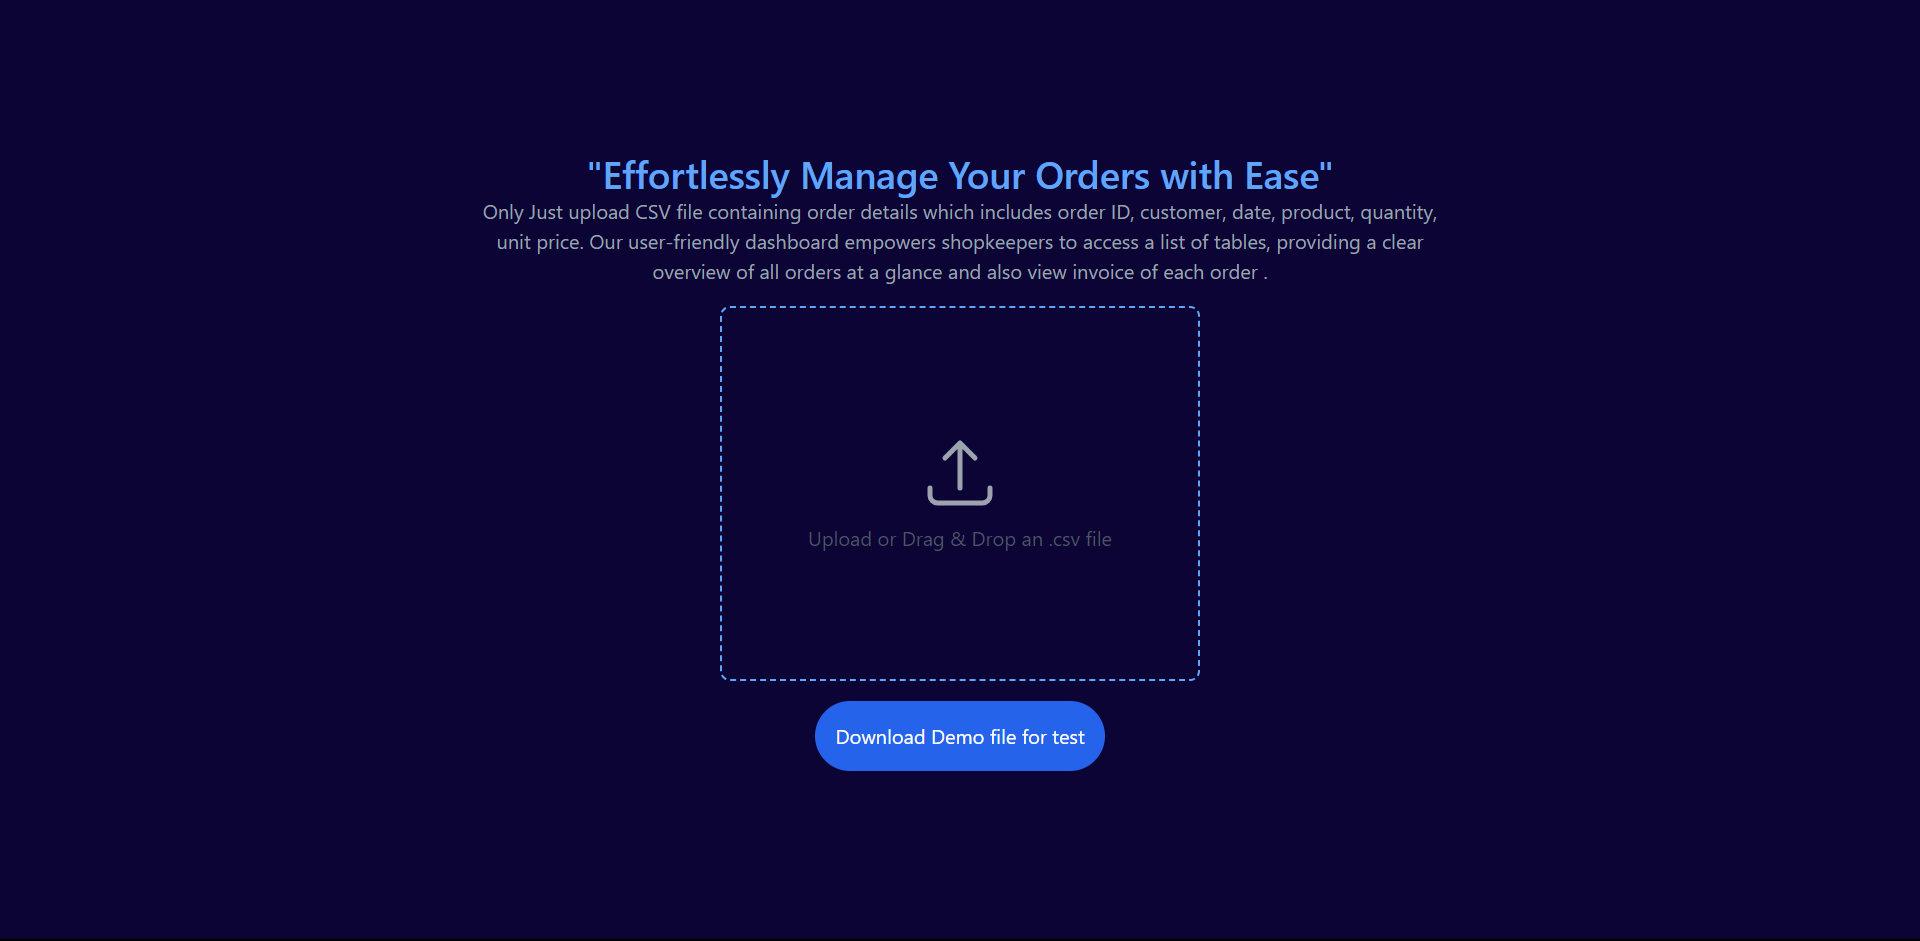 "Effortlessly Manage Your Orders with Ease"
Only Just upload CSV file containing order details which includes order ID, customer, date, product, quantity,
unit price. Our user-friendly dashboard empowers shopkeepers to access a list of tables, providing a clear
overview of all orders at a glance and also view invoice of each order .
Upload or Drag & Drop an .csv file
Download Demo file for test